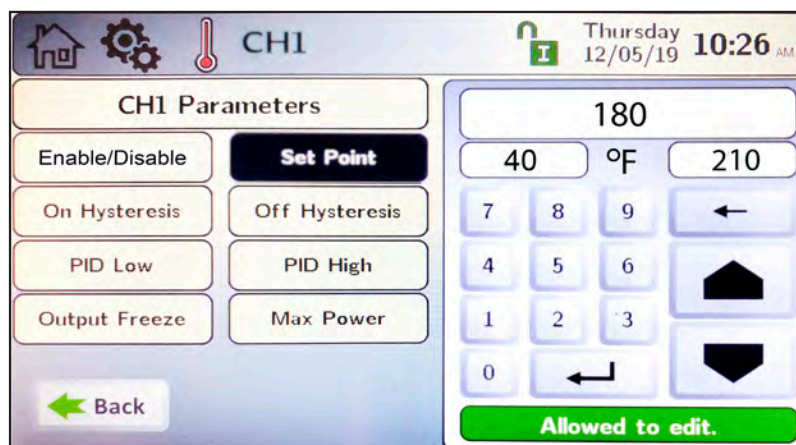 CH1
I
Thursday
12/05/19
10:26 AM
CH1 Parameters
Enable/Disable
Set Point
On Hysteresis
Off Hysteresis
PID Low
PID High
Output Freeze
Max Power
Back
180
40 °F 210
7 8 9
4 5 6
1 2 3
0
Allowed to edit.